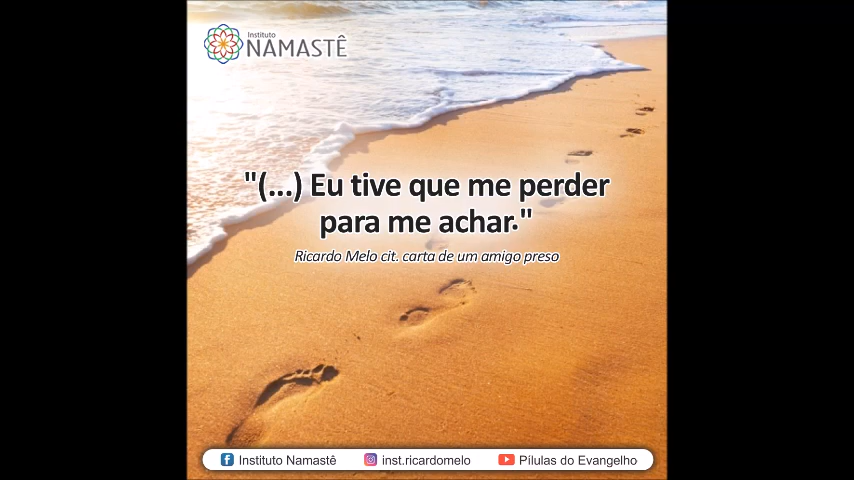 Instituto
NAMASTÊ
"(...) Eu tive que me perder
para me achar."
Ricardo Melo cit. carta de um amigo preso
Instituto Namastê inst.ricardomelo Pílulas do Evangelho